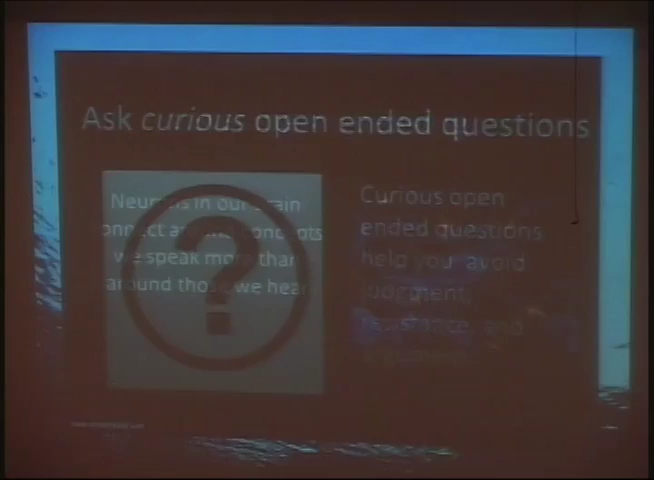 Ask curious open ended questions
Neurons in our brain
connect around concepts
we speak more than
around those we hear
Curious open
ended questions
help you avoid
judgment,
resistance, and